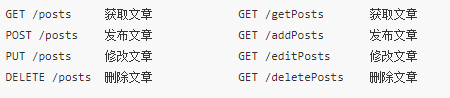 GET /posts 获取文章 GET /getPosts 获取文章
POST /posts 发布文章 GET /addPosts 发布文章
PUT /posts 修改文章 GET /editPosts 修改文章
DELETE /posts 删除文章 GET /deletePosts 删除文章